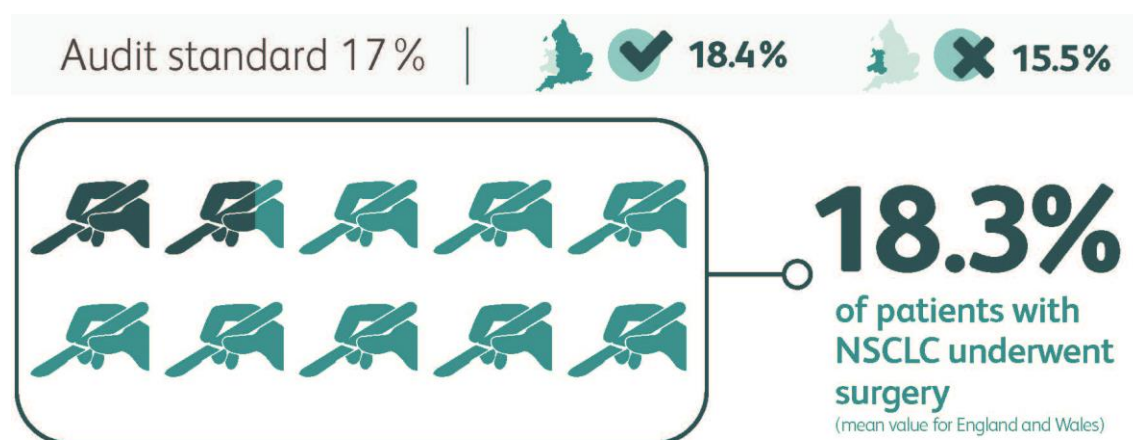 Audit standard 17% 18.4% 15.5%
18.3%
of patients with
NSCLC underwent
surgery
(mean value for England and Wales)